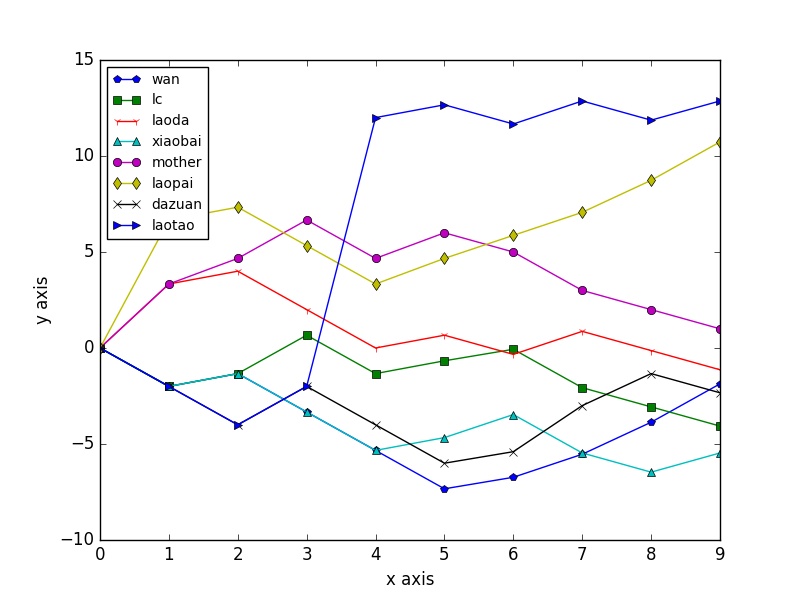 15
10
5
0
−5
−10
y axis
wan
lc
laoda
xiaobai
mother
laopai
dazuan
laotao
0 1 2 3 4 5 6 7 8 9
x axis